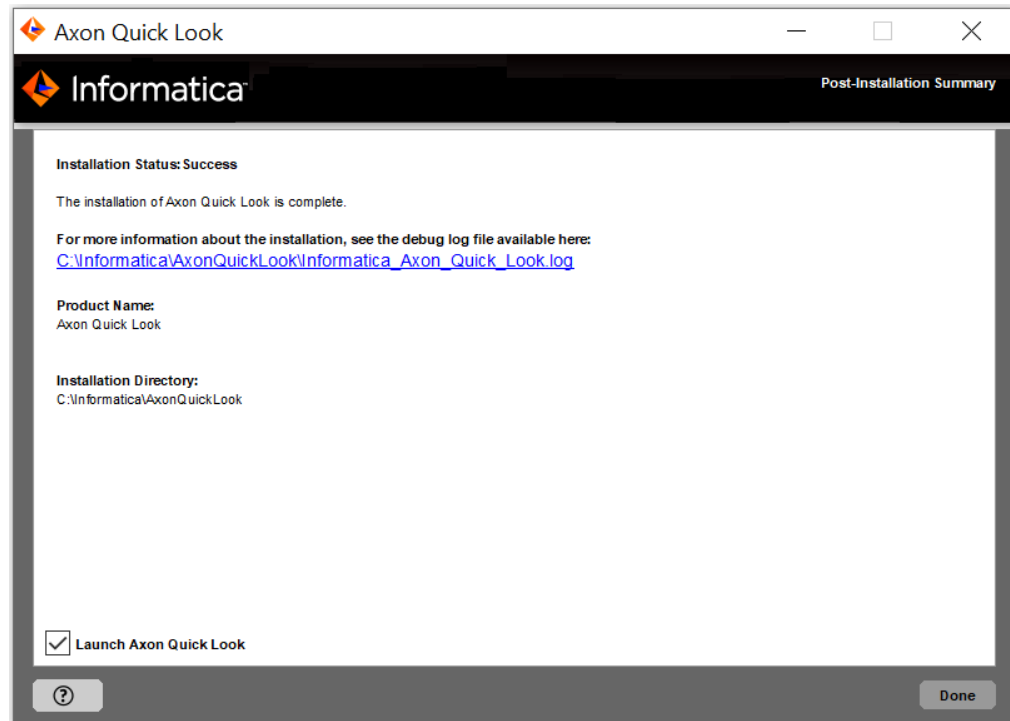 Axon Quick Look
Informatica
Post-Installation Summary
Installation Status: Success
The installation of Axon Quick Look is complete.
For more information about the installation, see the debug log file available here:
C:\Informatica\AxonQuickLook\Informatica_Axon_Quick_Look.log
Product Name:
Axon Quick Look
Installation Directory:
C:\Informatica\AxonQuickLook
Launch Axon Quick Look
?
Done